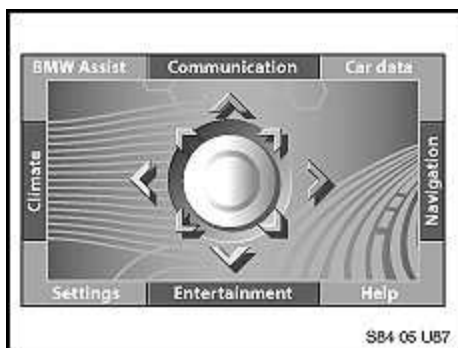 BMW Assist Communication Car data
Climate
Navigation
Settings Entertainment Help
S84 05 U87